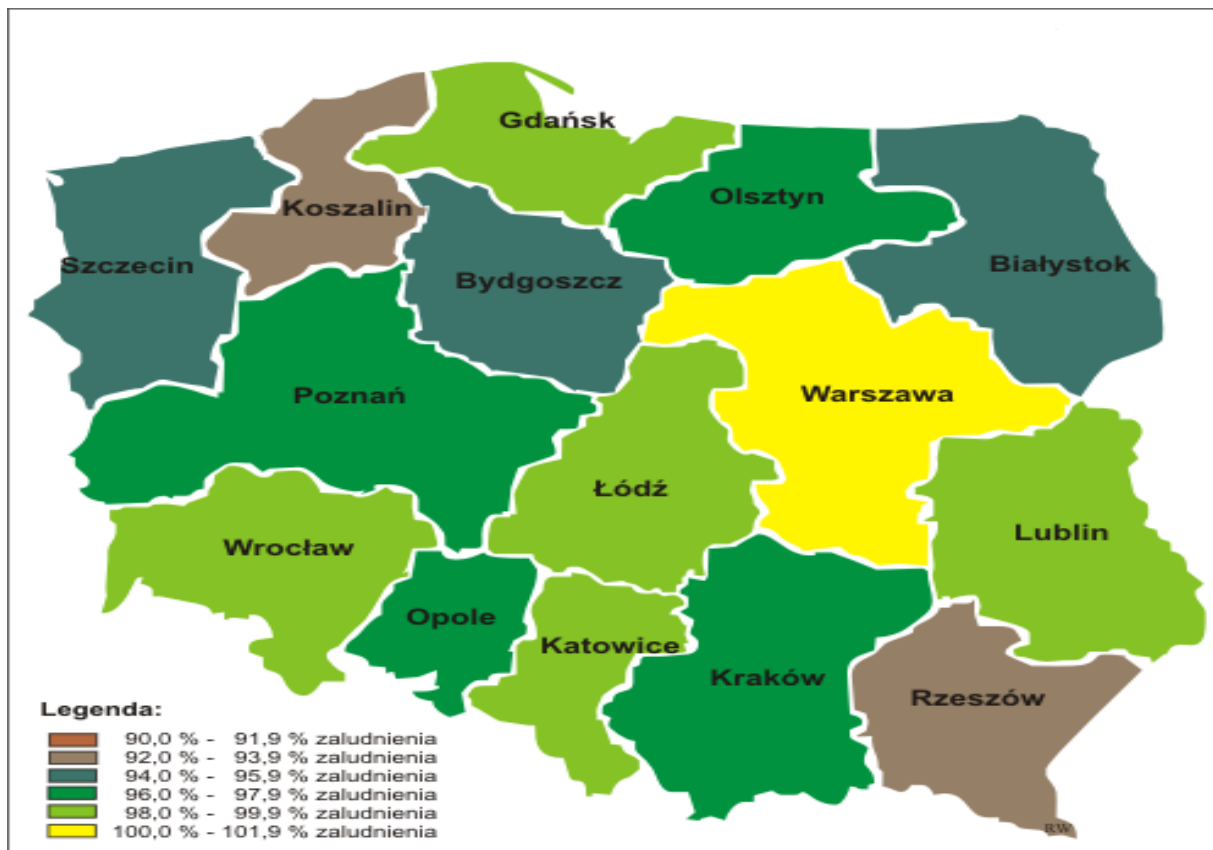 Gdańsk
Olsztyn
Koszalin
Szczecin
Bydgoszcz
Białystok
Poznań
Warszawa
Łódź
Wrocław
Lublin
Opole
Katowice
Kraków
Rzeszów
Legenda:
90,0 % - 91,9 % zaludnienia
92,0 % - 93,9 % zaludnienia
94,0 % - 95,9 % zaludnienia
96,0 % - 97,9 % zaludnienia
98,0 % - 99,9 % zaludnienia
100,0 % - 101,9 % zaludnienia
RW